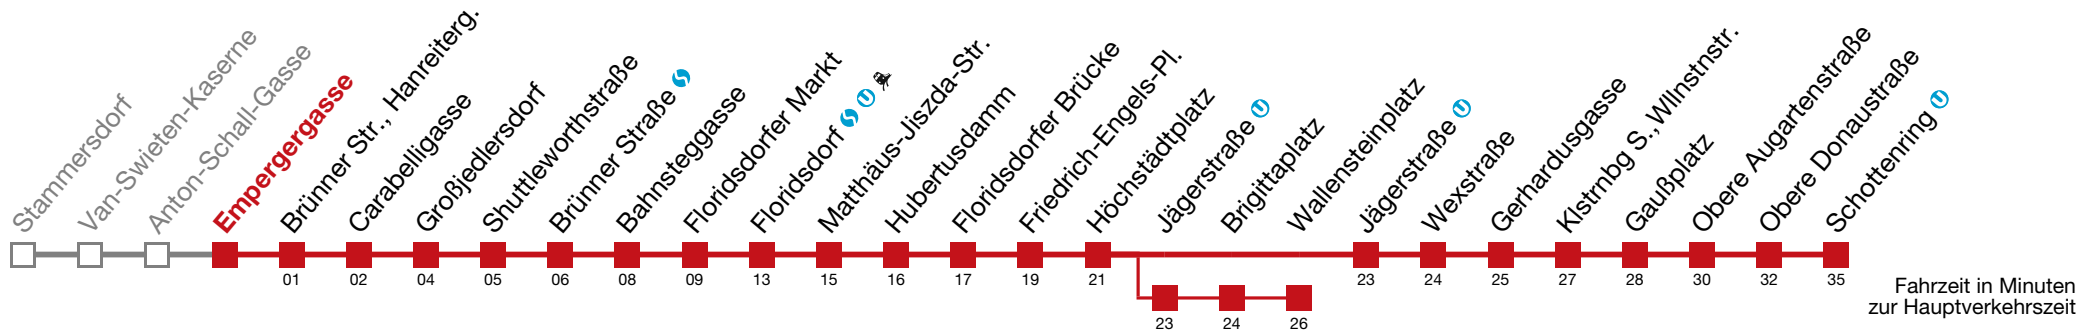 Stammersdorf
Van-Swieten-Kaserne
Anton-Schall-Gasse
Empergergasse
Brünner Str., Hanreiterg.
Carabelligasse
Großjedlersdorf
Shuttleworthstraße
Brünner Straße
Bahnsteggasse
Floridsdorfer Markt
Floridsdorf U
Matthäus-Jiszda-Str.
Hubertusdamm
Floridsdorfer Brücke
Friedrich-Engels-Pl.
Höchstädtplatz
Jägerstraße U
Brigittaplatz
Wallensteinplatz
Jägerstraße U
Wexstraße
Gerhardusgasse
Klstrnbg S., Wllnstnstr.
Gaußplatz
Obere Augartenstraße
Obere Donaustraße
Schottenring U
01 02 04 05 06 08 09 13 15 16 17 19 21 23 24 25 27 28 30 32 35
23 24 26
Fahrzeit in Minuten
zur Hauptverkehrszeit